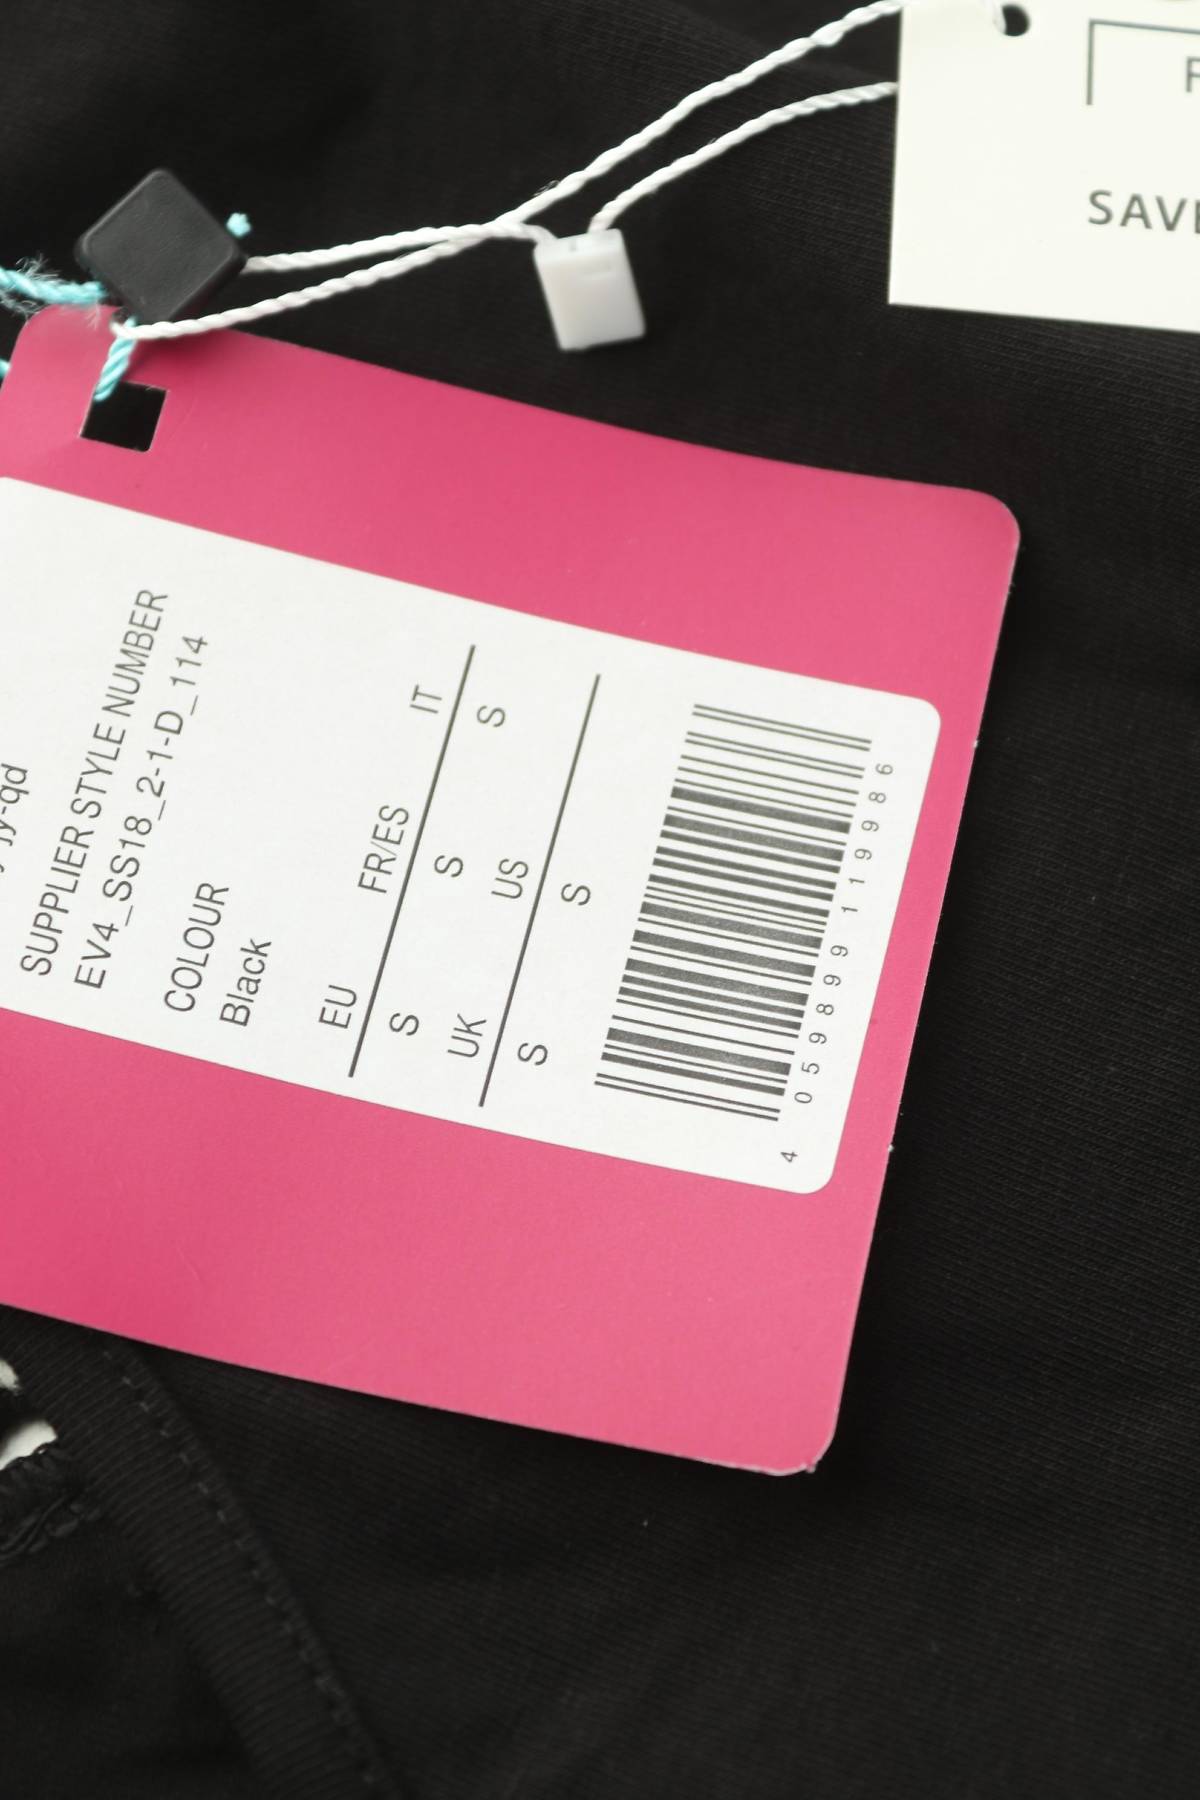 SUPPLIER STYLE NUMBER
EV4_SS18_2-1-D_114
COLOUR
Black
EU FR/ES IT
S S S
UK US
S S
4 059899 119986